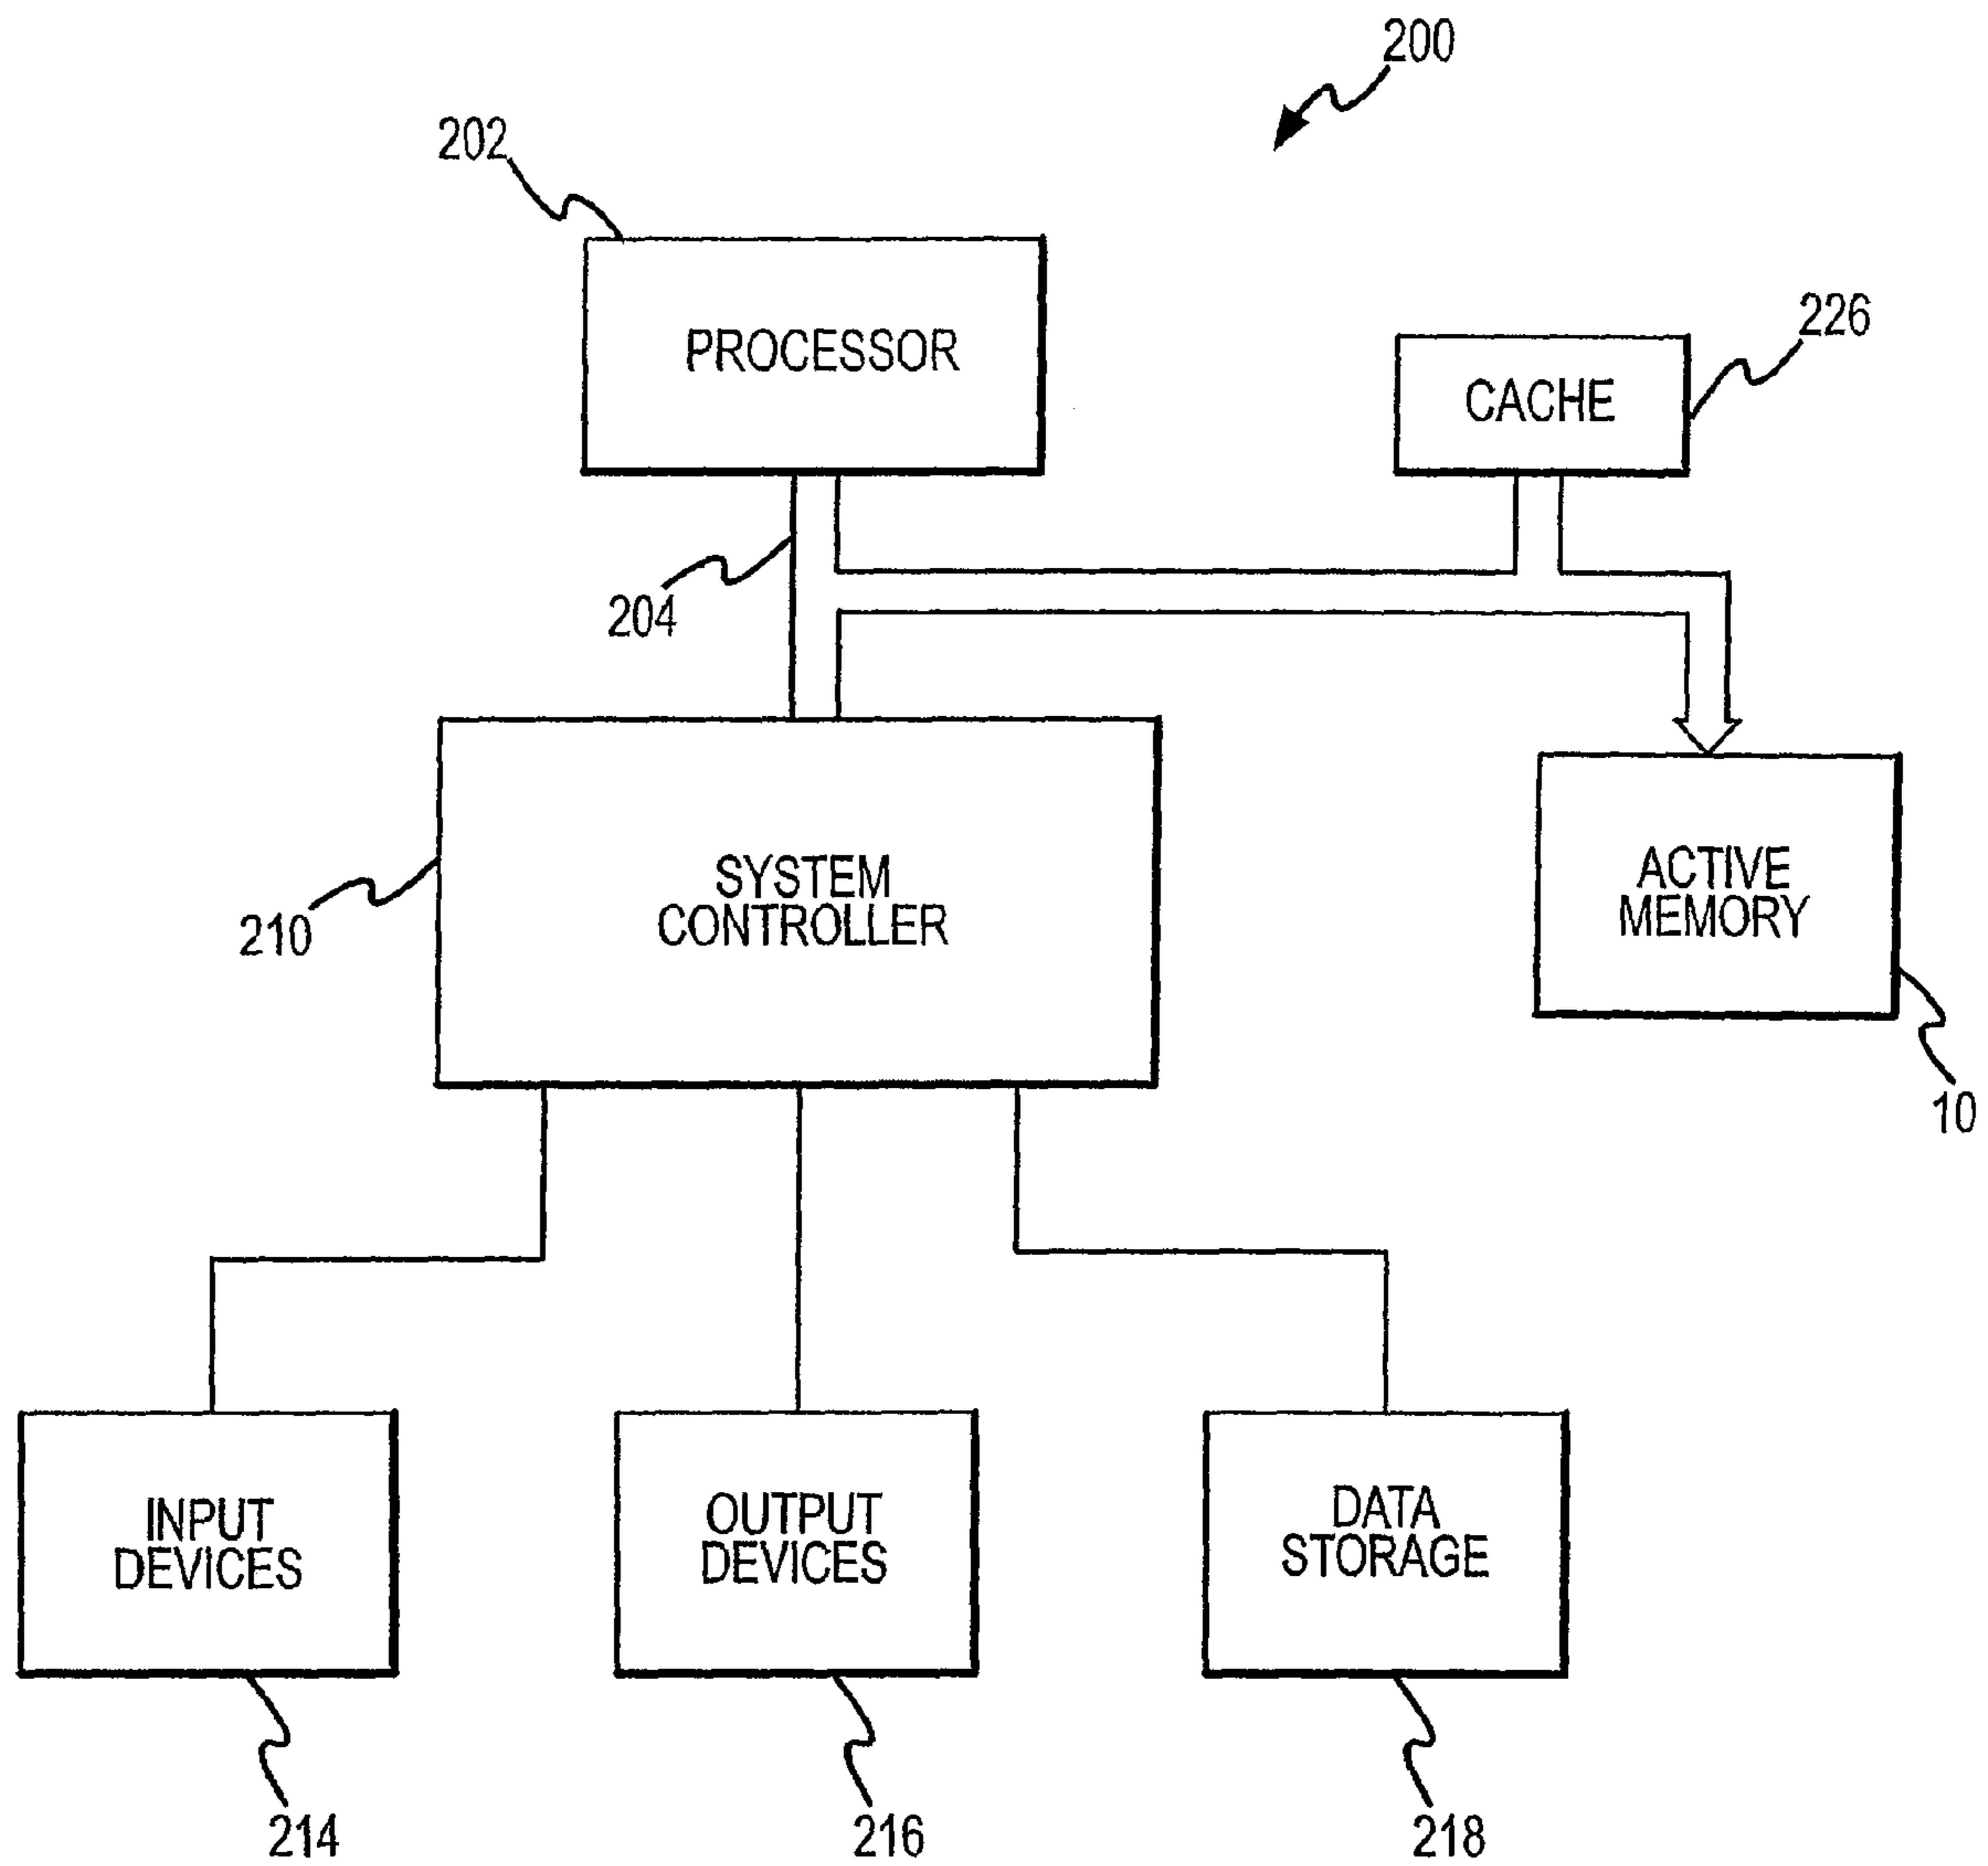 200
202
PROCESSOR
226
CACHE
204
SYSTEM
CONTROLLER
210
ACTIVE
MEMORY
10
INPUT
DEVICES
OUTPUT
DEVICES
DATA
STORAGE
214
216
218